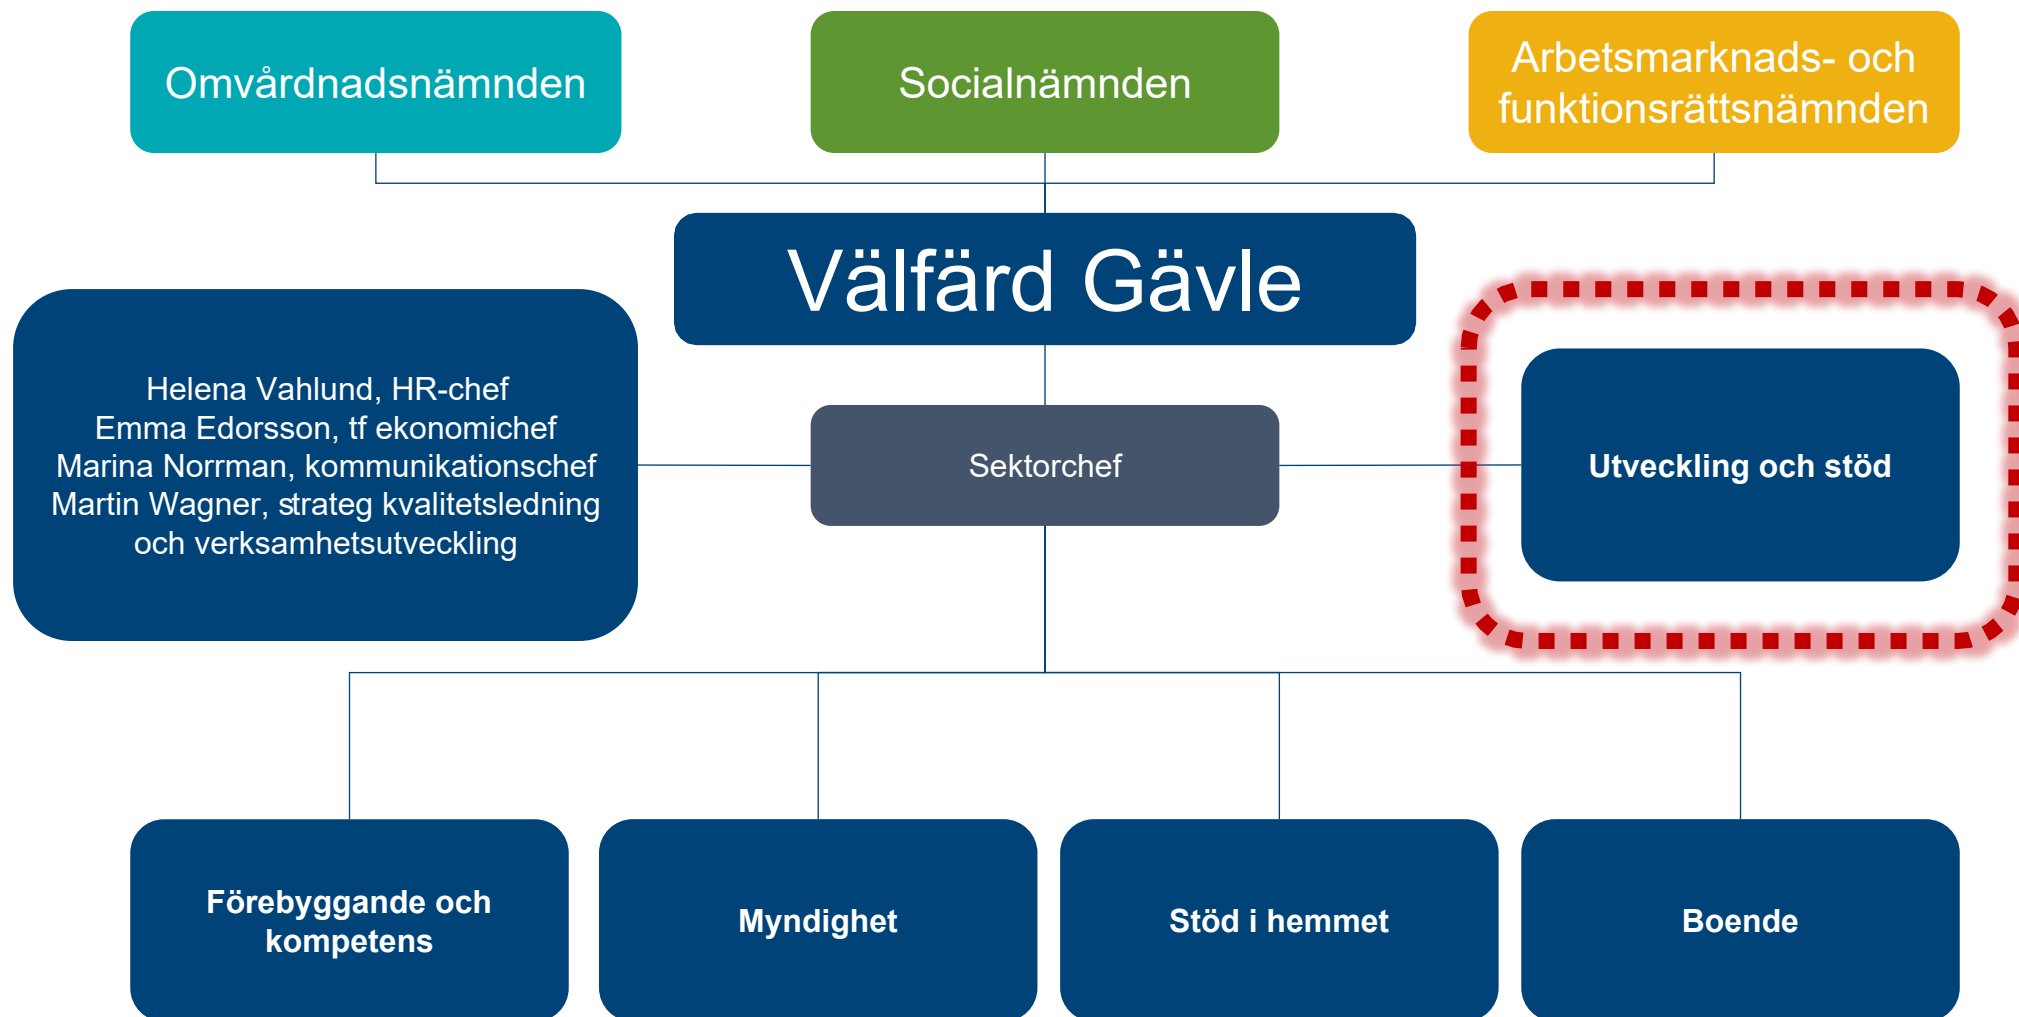 Omvårdnadsnämnden
Socialnämnden
Arbetsmarknads- och
funktionsrättsnämnden
Välfärd Gävle
Helena Vahlund, HR-chef
Emma Edorsson, tf ekonomichef
Marina Norrman, kommunikationschef
Martin Wagner, strateg kvalitetsledning
och verksamhetsutveckling
Sektorchef
Utveckling och stöd
Förebyggande och
kompetens
Myndighet
Stöd i hemmet
Boende